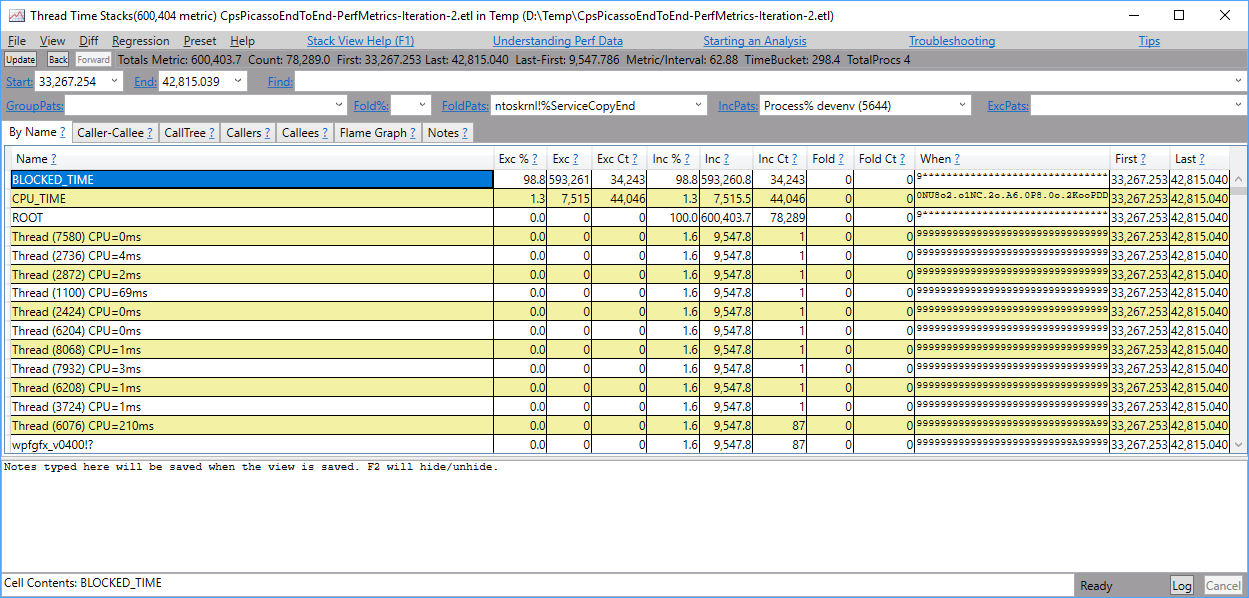 Thread Time Stacks(600,404 metric) CpsPicassoEndToEnd-PerfMetrics-Iteration-2.etl in Temp (D:\Temp\CpsPicassoEndToEnd-PerfMetrics-Iteration-2.etl)
File View Diff Regression Preset Help Stack View Help (F1) Understanding Perf Data Starting an Analysis Troubleshooting Tips
Update Back Forward Totals Metric: 600,403.7 Count: 78,289.0 First: 33,267.253 Last: 42,815.040 Last-First: 9,547.786 Metric/Interval: 62.88 TimeBucket: 298.4 TotalProcs 4
Start: 33,267.254 End: 42,815.039 Find:
GroupPats: Fold%: FoldPats: ntoskrnl!%ServiceCopyEnd IncPats: Process% devenv (5644) ExcPats:
By Name ? Caller-Callee ? CallTree ? Callers ? Callees ? Flame Graph ? Notes ?
Name ? Exc % ? Exc ? Exc Ct ? Inc % ? Inc ? Inc Ct ? Fold ? Fold Ct ? When ? First ? Last ?
BLOCKED_TIME 98.8 593,261 34,243 98.8 593,260.8 34,243 0 0 33,267.253 42,815.040
CPU_TIME 1.3 7,515 44,046 1.3 7,515.5 44,046 0 0 33,267.253 42,815.040
ROOT 0.0 0 0 100.0 600,403.7 78,289 0 0 33,267.253 42,815.040
Thread (7580) CPU=0ms 0.0 0 0 1.6 9,547.8 1 0 0 33,267.253 42,815.040
Thread (2736) CPU=4ms 0.0 0 0 1.6 9,547.8 1 0 0 33,267.253 42,815.040
Thread (2872) CPU=2ms 0.0 0 0 1.6 9,547.8 1 0 0 33,267.253 42,815.040
Thread (1100) CPU=69ms 0.0 0 0 1.6 9,547.8 1 0 0 33,267.253 42,815.040
Thread (2424) CPU=0ms 0.0 0 0 1.6 9,547.8 1 0 0 33,267.253 42,815.040
Thread (6204) CPU=0ms 0.0 0 0 1.6 9,547.8 1 0 0 33,267.253 42,815.040
Thread (8068) CPU=1ms 0.0 0 0 1.6 9,547.8 1 0 0 33,267.253 42,815.040
Thread (7932) CPU=3ms 0.0 0 0 1.6 9,547.8 1 0 0 33,267.253 42,815.040
Thread (6208) CPU=1ms 0.0 0 0 1.6 9,547.8 1 0 0 33,267.253 42,815.040
Thread (3724) CPU=1ms 0.0 0 0 1.6 9,547.8 1 0 0 33,267.253 42,815.040
Thread (6076) CPU=210ms 0.0 0 0 1.6 9,547.8 87 0 0 33,267.253 42,815.040
wpfgfx_v0400!? 0.0 0 0 1.6 9,547.8 87 0 0 33,267.253 42,815.040
Notes typed here will be saved when the view is saved. F2 will hide/unhide.
Cell Contents: BLOCKED_TIME Ready Log Cancel